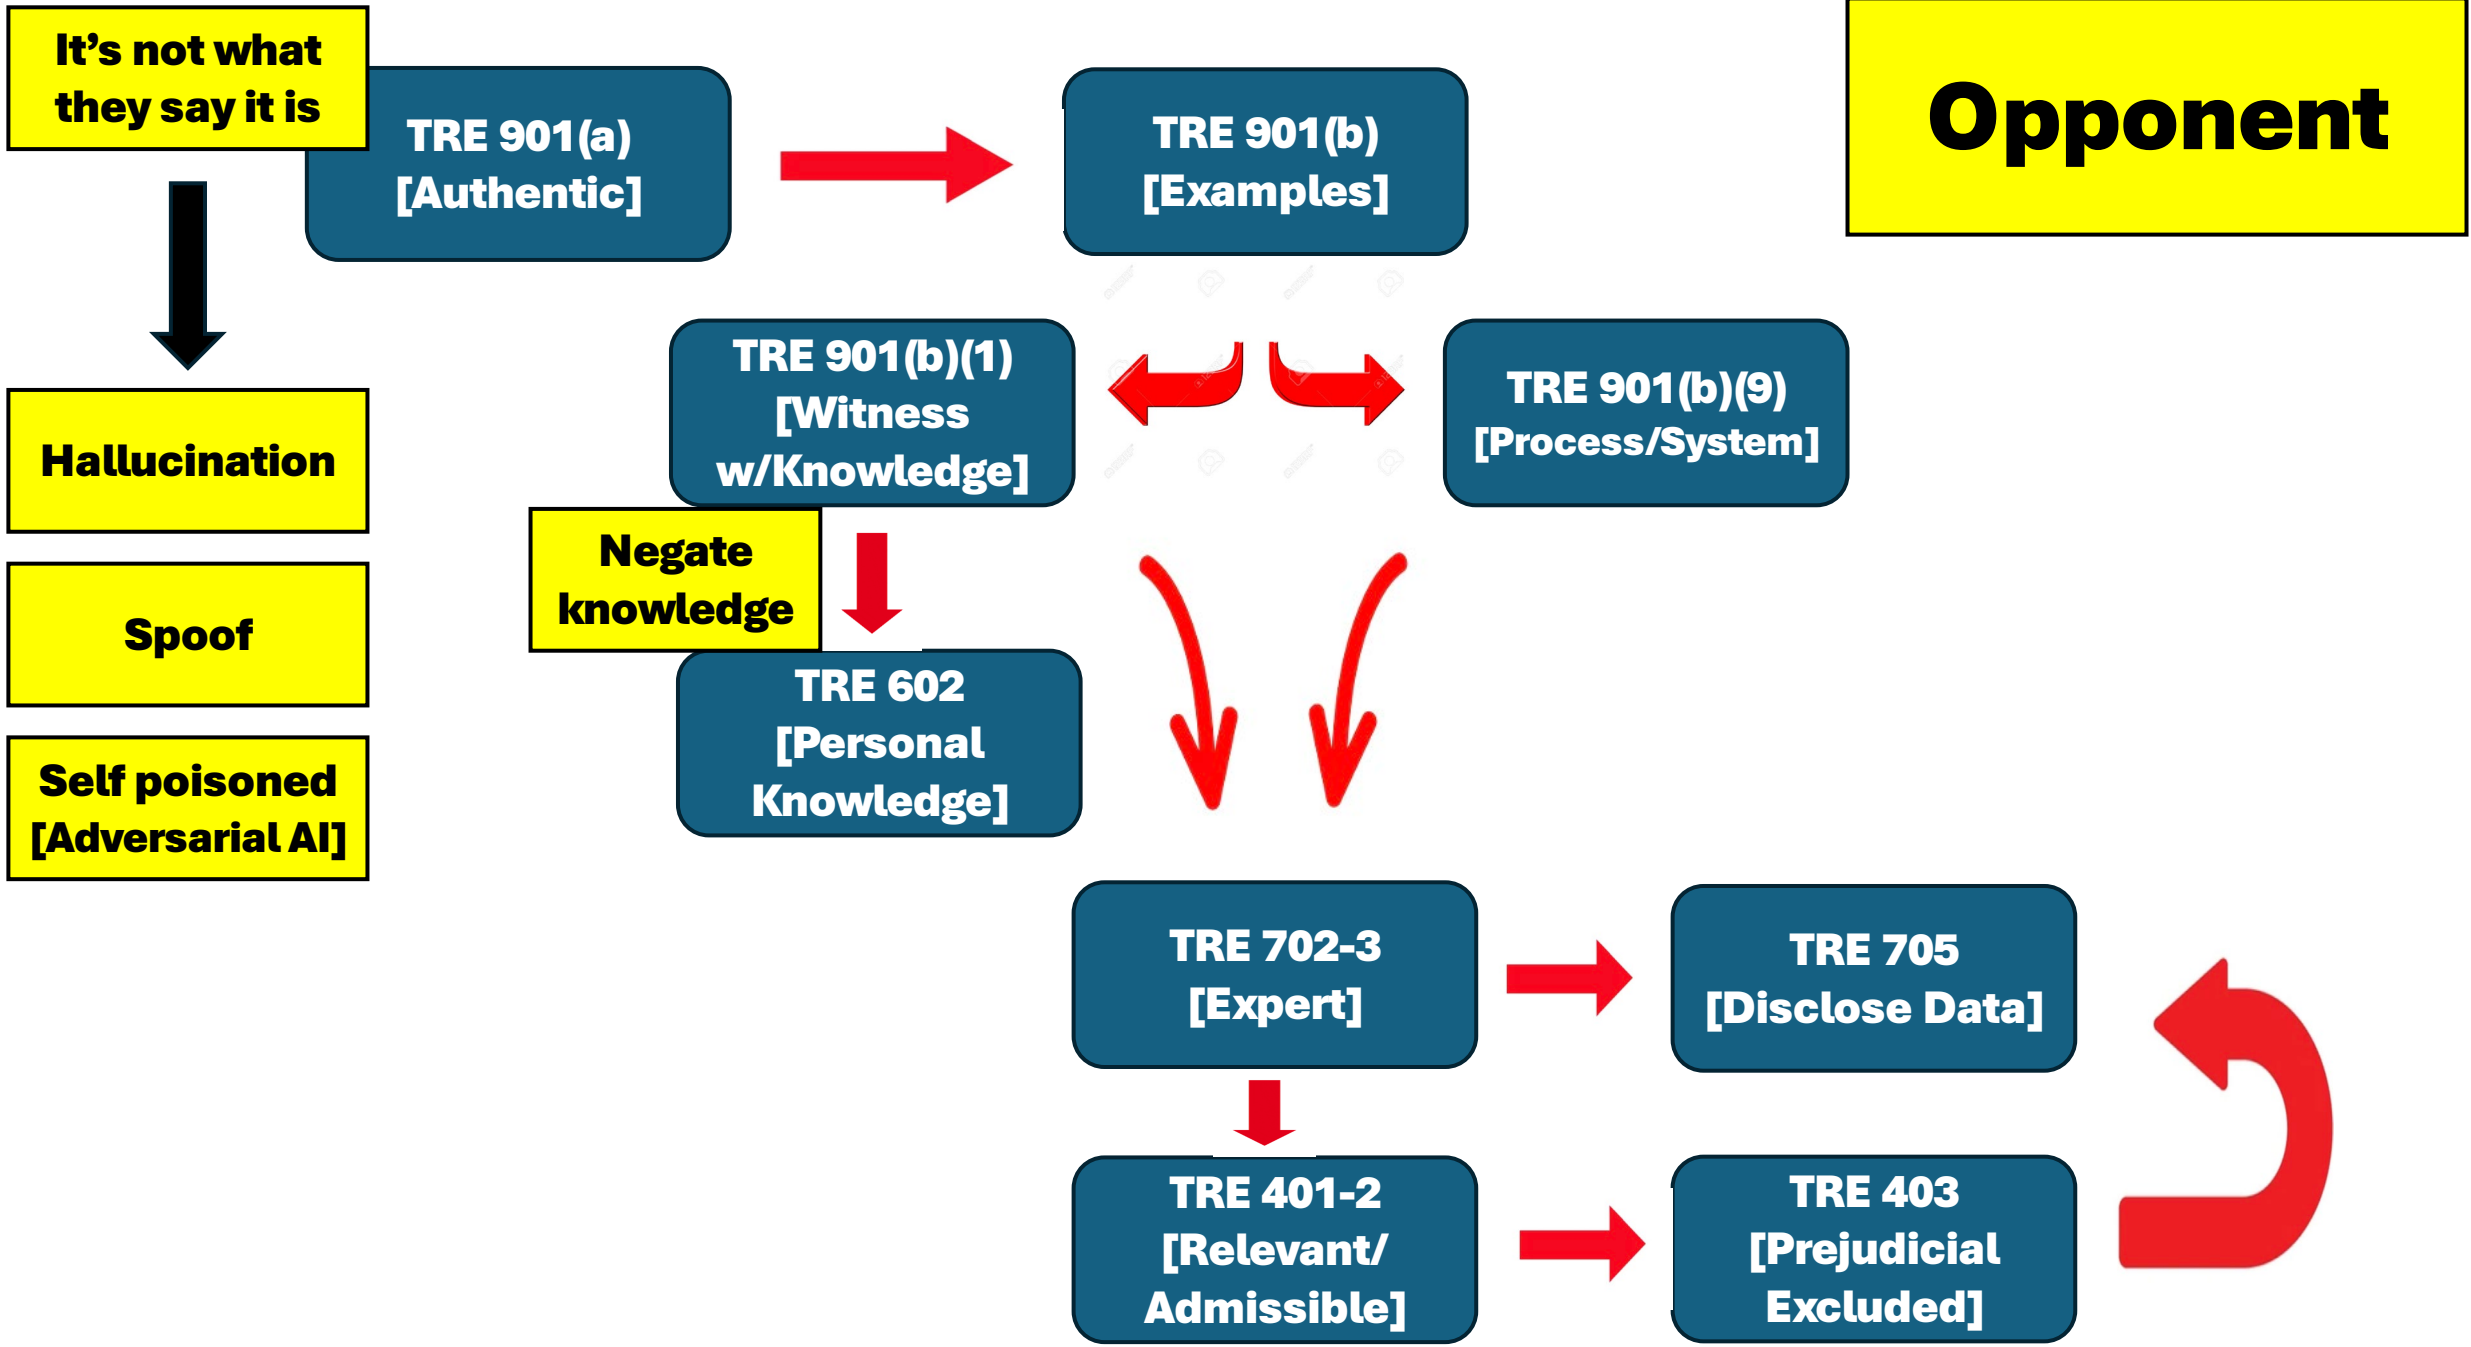 It’s not what
they say it is
TRE 901(a)
[Authentic]
TRE 901(b)
[Examples]
Opponent
TRE 901(b)(1)
[Witness
w/Knowledge]
TRE 901(b)(9)
[Process/System]
Hallucination
Negate
knowledge
Spoof
TRE 602
[Personal
Knowledge]
Self poisoned
[Adversarial AI]
TRE 702-3
[Expert]
TRE 705
[Disclose Data]
TRE 401-2
[Relevant/
Admissible]
TRE 403
[Prejudicial
Excluded]